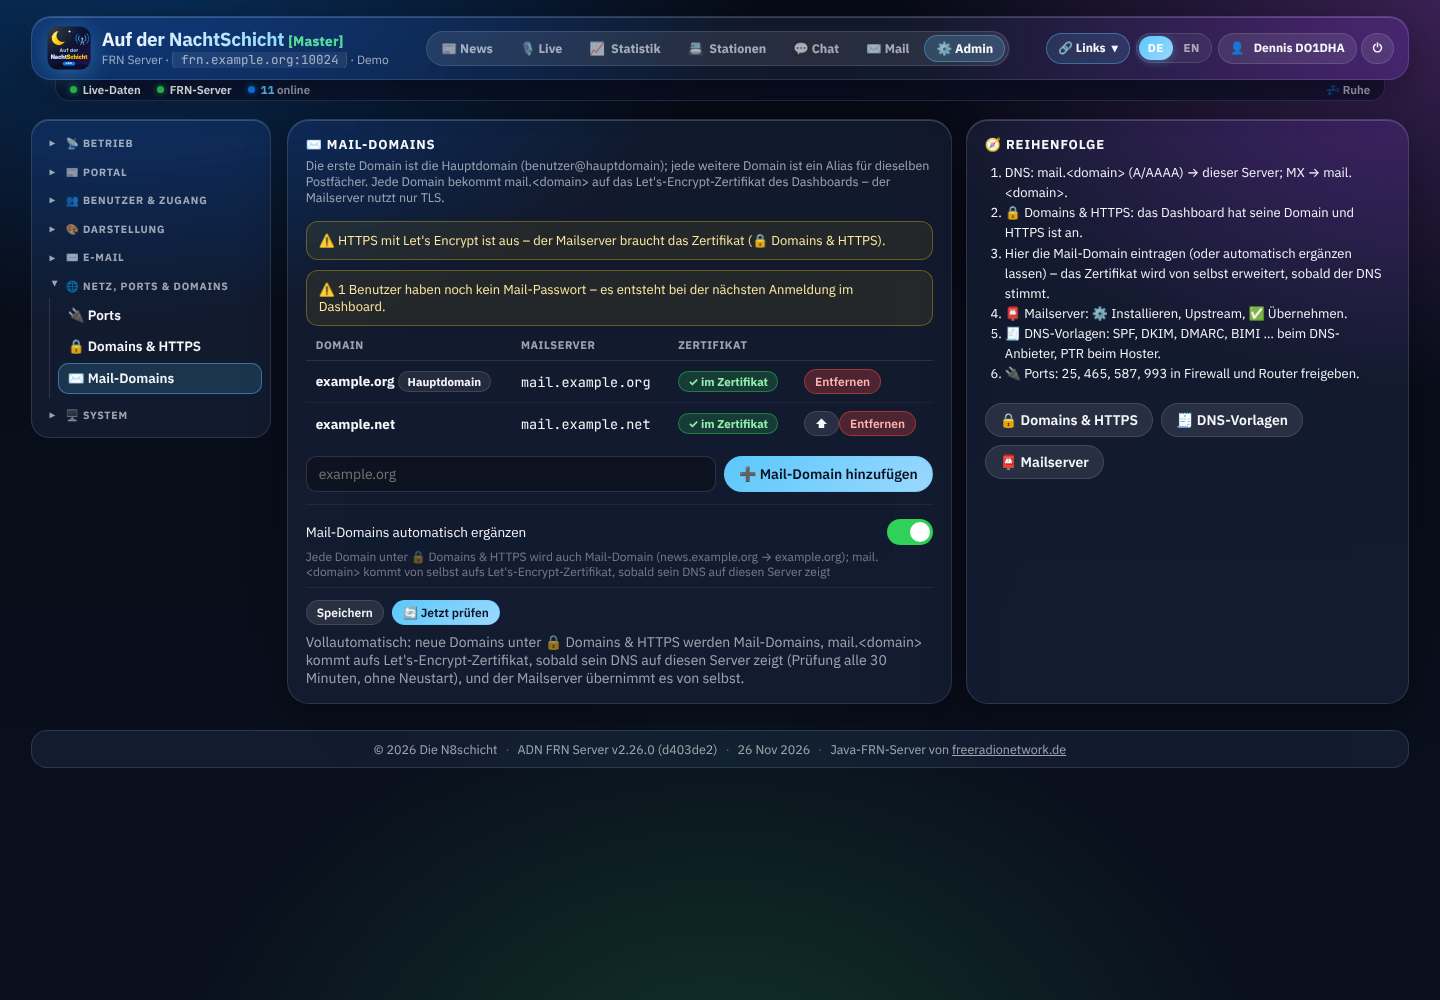 Auf der NachtSchicht [Master]
FRN Server · frn.example.org:10024 · Demo
📰 News 🎙️ Live 📈 Statistik 📇 Stationen 💬 Chat ✉️ Mail ⚙️ Admin
🔗 Links ▾ DE EN 👤 Dennis DO1DHA ⏻
Live-Daten FRN-Server 11 online 💤 Ruhe
▸ 📡 BETRIEB
▸ 📰 PORTAL
▸ 👥 BENUTZER & ZUGANG
▸ 🎨 DARSTELLUNG
▸ ✉️ E-MAIL
▾ 🌐 NETZ, PORTS & DOMAINS
🔌 Ports
🔒 Domains & HTTPS
✉️ Mail-Domains
▸ 🖥️ SYSTEM
✉️ MAIL-DOMAINS
Die erste Domain ist die Hauptdomain (benutzer@hauptdomain); jede weitere Domain ist ein Alias für dieselben
Postfächer. Jede Domain bekommt mail.<domain> auf das Let's-Encrypt-Zertifikat des Dashboards – der
Mailserver nutzt nur TLS.
⚠️ HTTPS mit Let's Encrypt ist aus – der Mailserver braucht das Zertifikat (🔒 Domains & HTTPS).
⚠️ 1 Benutzer haben noch kein Mail-Passwort – es entsteht bei der nächsten Anmeldung im
Dashboard.
DOMAIN MAILSERVER ZERTIFIKAT
example.org Hauptdomain mail.example.org ✓ im Zertifikat Entfernen
example.net mail.example.net ✓ im Zertifikat ⬆ Entfernen
example.org ➕ Mail-Domain hinzufügen
Mail-Domains automatisch ergänzen
Jede Domain unter 🔒 Domains & HTTPS wird auch Mail-Domain (news.example.org → example.org); mail.
<domain> kommt von selbst aufs Let's-Encrypt-Zertifikat, sobald sein DNS auf diesen Server zeigt
Speichern 🔄 Jetzt prüfen
Vollautomatisch: neue Domains unter 🔒 Domains & HTTPS werden Mail-Domains, mail.<domain>
kommt aufs Let's-Encrypt-Zertifikat, sobald sein DNS auf diesen Server zeigt (Prüfung alle 30
Minuten, ohne Neustart), und der Mailserver übernimmt es von selbst.
🧭 REIHENFOLGE
1. DNS: mail.<domain> (A/AAAA) → dieser Server; MX → mail.
<domain>.
2. 🔒 Domains & HTTPS: das Dashboard hat seine Domain und
HTTPS ist an.
3. Hier die Mail-Domain eintragen (oder automatisch ergänzen
lassen) – das Zertifikat wird von selbst erweitert, sobald der DNS
stimmt.
4. 📮 Mailserver: ⚙️ Installieren, Upstream, ✅ Übernehmen.
5. 🧾 DNS-Vorlagen: SPF, DKIM, DMARC, BIMI … beim DNS-
Anbieter, PTR beim Hoster.
6. 🔌 Ports: 25, 465, 587, 993 in Firewall und Router freigeben.
🔒 Domains & HTTPS 🧾 DNS-Vorlagen
📮 Mailserver
© 2026 Die N8schicht · ADN FRN Server v2.26.0 (d403de2) · 26 Nov 2026 · Java-FRN-Server von freeradionetwork.de